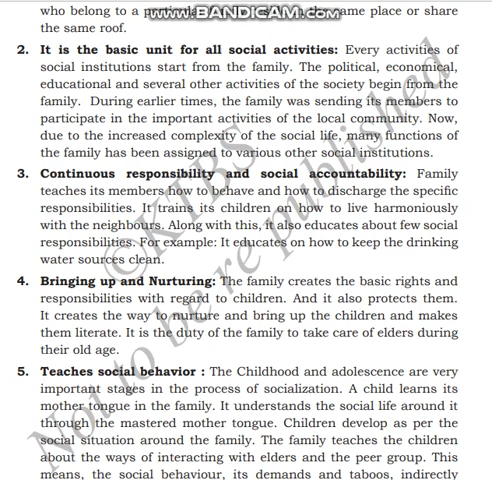 who belong to a particular family live in the same place or share
www.BANDICAM.com
the same roof.
2. It is the basic unit for all social activities: Every activities of
social institutions start from the family. The political, economical,
educational and several other activities of the society begin from the
family. During earlier times, the family was sending its members to
participate in the important activities of the local community. Now,
due to the increased complexity of the social life, many functions of
the family has been assigned to various other social institutions.
3. Continuous responsibility and social accountability: Family
teaches its members how to behave and how to discharge the specific
responsibilities. It trains its children on how to live harmoniously
with the neighbours. Along with this, it also educates about few social
responsibilities. For example: It educates on how to keep the drinking
water sources clean.
4. Bringing up and Nurturing: The family creates the basic rights and
responsibilities with regard to children. And it also protects them.
It creates the way to nurture and bring up the children and makes
them literate. It is the duty of the family to take care of elders during
their old age.
5. Teaches social behavior : The Childhood and adolescence are very
important stages in the process of socialization. A child learns its
mother tongue in the family. It understands the social life around it
through the mastered mother tongue. Children develop as per the
social situation around the family. The family teaches the children
about the ways of interacting with elders and the peer group. This
means, the social behaviour, its demands and taboos, indirectly
©KTBS
Not to be re published